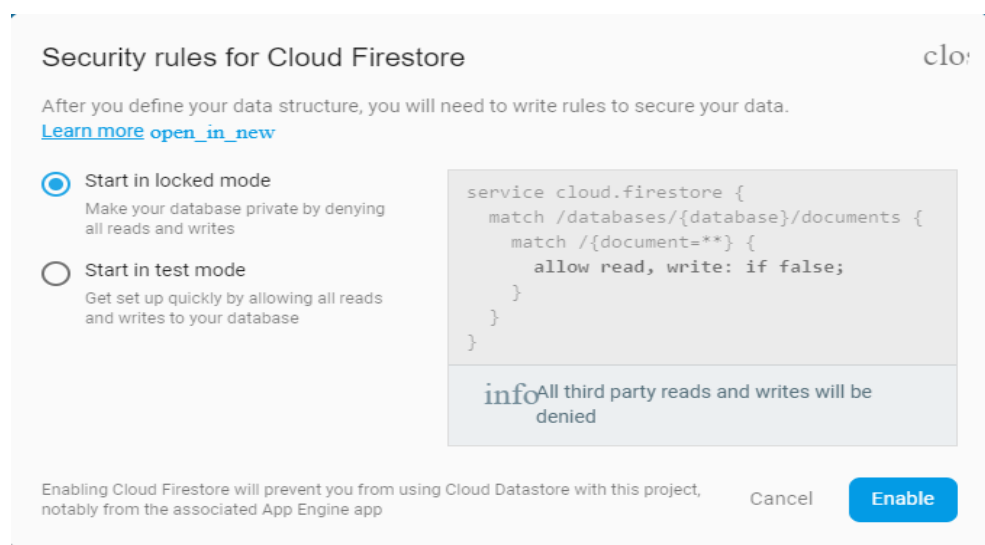 Security rules for Cloud Firestore
clos
After you define your data structure, you will need to write rules to secure your data.
Learn more open_in_new
Start in locked mode
Make your database private by denying
all reads and writes
Start in test mode
Get set up quickly by allowing all reads
and writes to your database
service cloud.firestore {
match /databases/{database}/documents {
match /{document=**} {
allow read, write: if false;
}
}
}
info All third party reads and writes will be
denied
Enabling Cloud Firestore will prevent you from using Cloud Datastore with this project,
notably from the associated App Engine app
Cancel
Enable